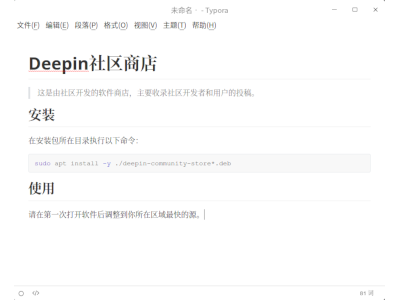 未命名 · - Typora
文件(F) 编辑(E) 段落(P) 格式(O) 视图(V) 主题(T) 帮助(H)
Deepin社区商店
这是由社区开发的软件商店，主要收录社区开发者和用户的投稿。
安装
在安装包所在目录执行以下命令：
sudo apt install -y ./deepin-community-store*.deb
使用
请在第一次打开软件后调整到你所在区域最快的源。
81 词